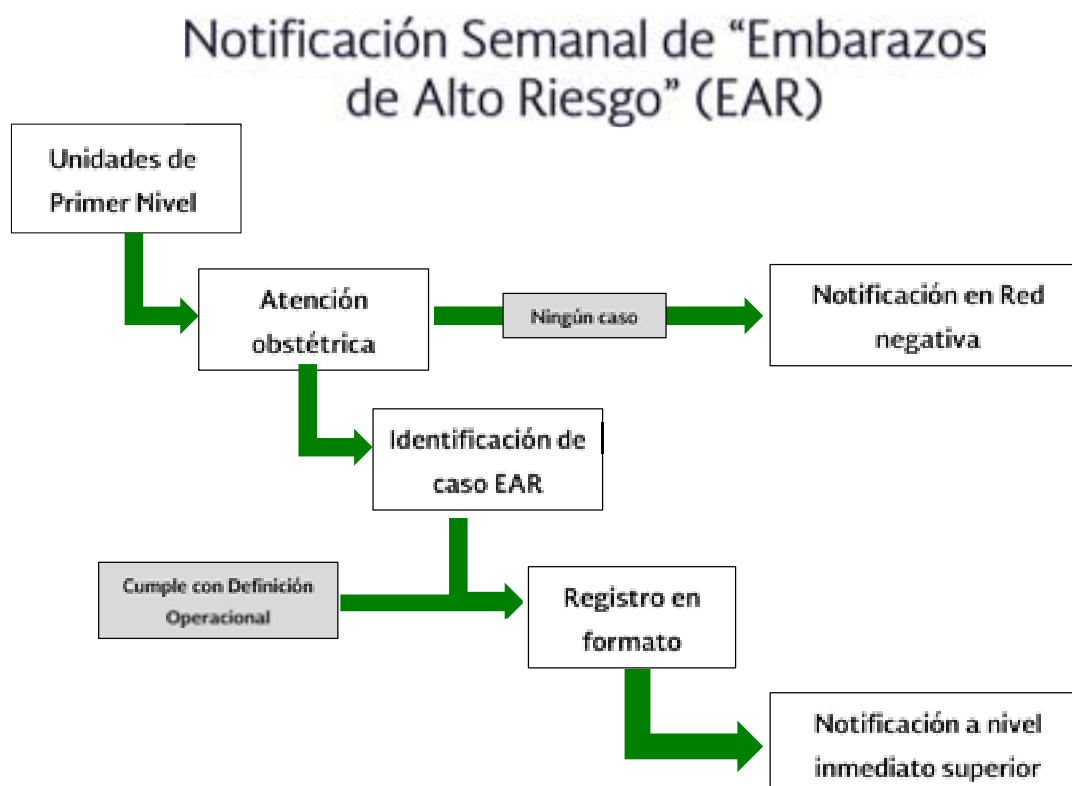 Notificación Semanal de “Embarazos
de Alto Riesgo” (EAR)
Unidades de
Primer Nivel
Atención
obstétrica
Ningún caso
Notificación en Red
negativa
Identificación de
caso EAR
Cumple con Definición
Operacional
Registro en
formato
Notificación a nivel
inmediato superior